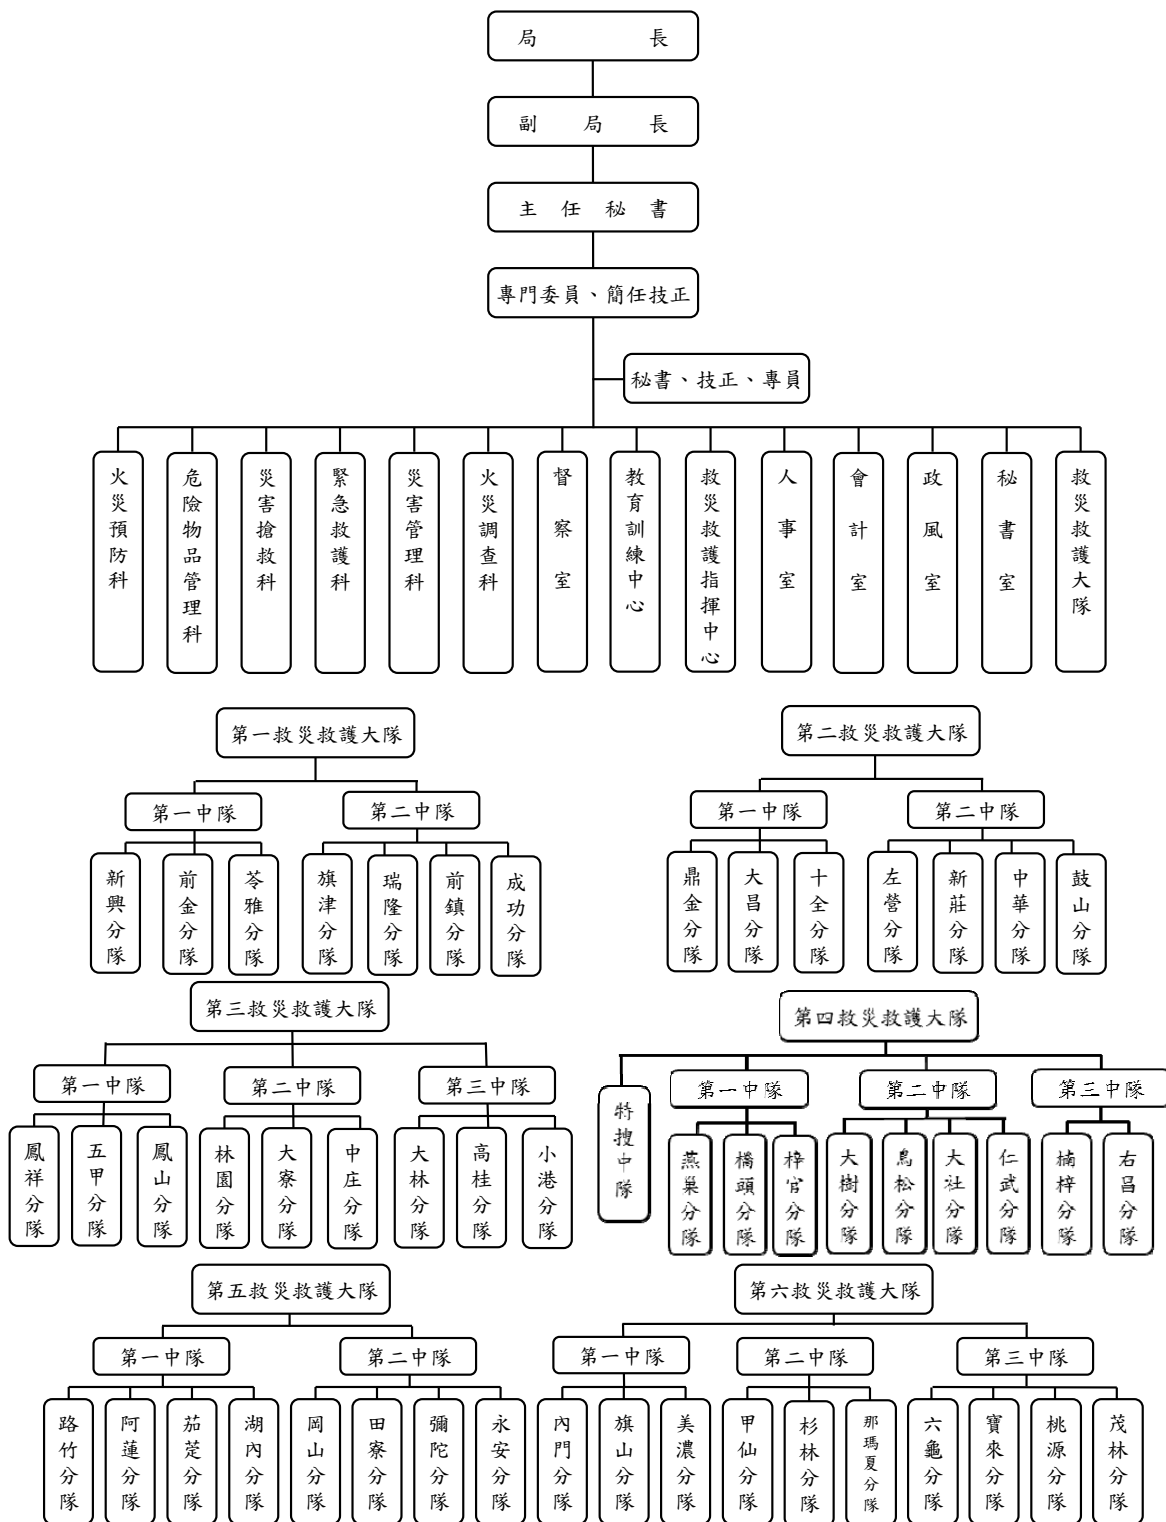 局長
副局長
主任秘書
專門委員、簡任技正
秘書、技正、專員
火災預防科
危險物品管理科
災害搶救科
緊急救護科
災害管理科
火災調查科
督察室
教育訓練中心
救災救護指揮中心
人事室
會計室
政風室
秘書室
救災救護大隊
第一救災救護大隊
第一中隊
新興分隊
前金分隊
苓雅分隊
第二中隊
旗津分隊
瑞隆分隊
前鎮分隊
成功分隊
第二救災救護大隊
第一中隊
鼎金分隊
大昌分隊
十全分隊
第二中隊
左營分隊
新莊分隊
中華分隊
鼓山分隊
第三救災救護大隊
第一中隊
鳳祥分隊
五甲分隊
鳳山分隊
第二中隊
林園分隊
大寮分隊
中庄分隊
第三中隊
大林分隊
高桂分隊
小港分隊
第四救災救護大隊
特搜中隊
第一中隊
燕巢分隊
橋頭分隊
梓官分隊
第二中隊
大樹分隊
鳥松分隊
大社分隊
仁武分隊
第三中隊
楠梓分隊
右昌分隊
第五救災救護大隊
第一中隊
路竹分隊
阿蓮分隊
茄萣分隊
湖內分隊
第二中隊
岡山分隊
田寮分隊
彌陀分隊
永安分隊
第六救災救護大隊
第一中隊
內門分隊
旗山分隊
美濃分隊
第二中隊
甲仙分隊
杉林分隊
那瑪夏分隊
第三中隊
六龜分隊
寶來分隊
桃源分隊
茂林分隊